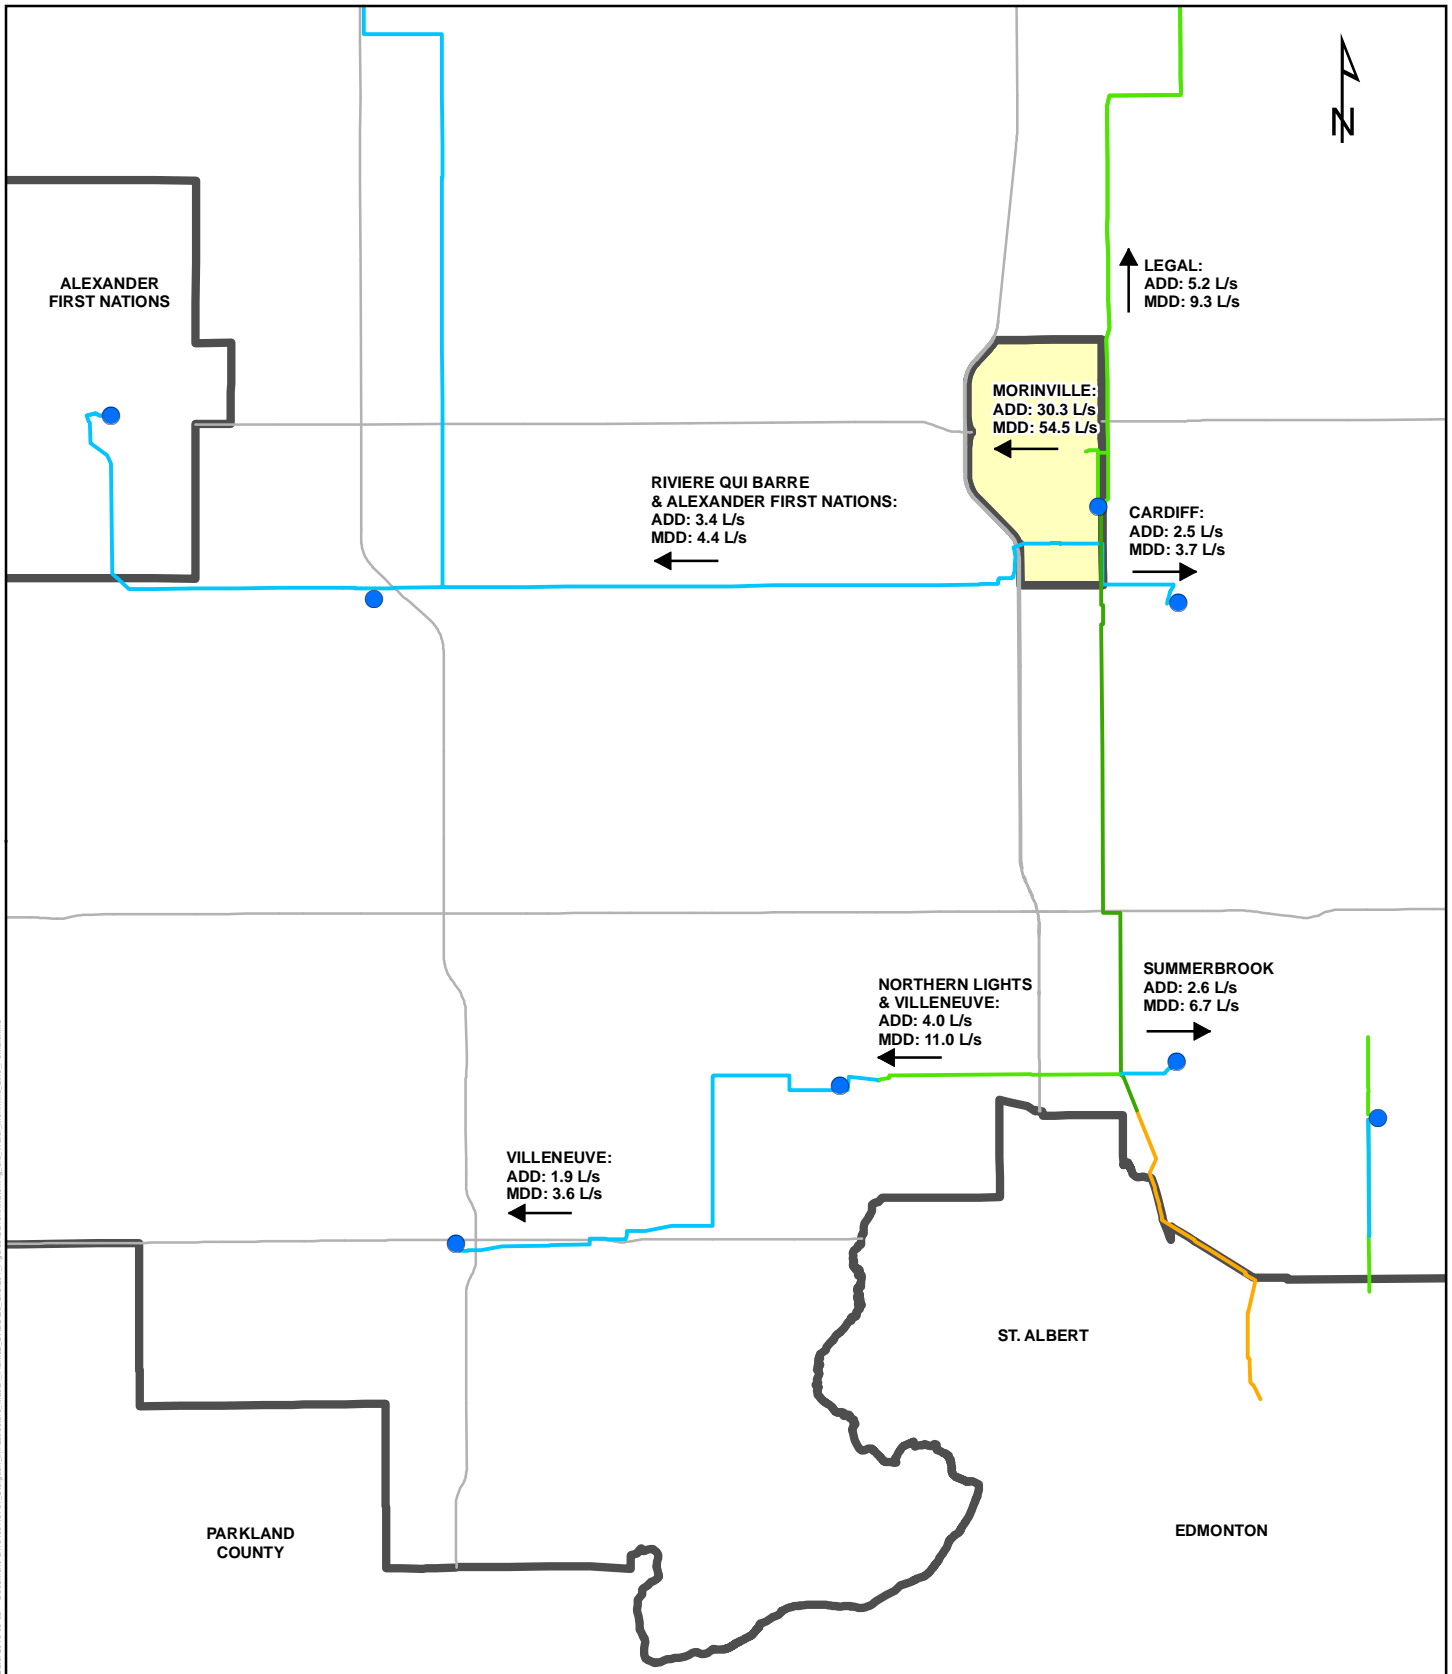 N
ALEXANDER
FIRST NATIONS
LEGAL:
ADD: 5.2 L/s
MDD: 9.3 L/s
MORINVILLE:
ADD: 30.3 L/s
MDD: 54.5 L/s
RIVIERE QUI BARRE
& ALEXANDER FIRST NATIONS:
ADD: 3.4 L/s
MDD: 4.4 L/s
CARDIFF:
ADD: 2.5 L/s
MDD: 3.7 L/s
SUMMERBROOK
ADD: 2.6 L/s
MDD: 6.7 L/s
NORTHERN LIGHTS
& VILLENEUVE:
ADD: 4.0 L/s
MDD: 11.0 L/s
VILLENEUVE:
ADD: 1.9 L/s
MDD: 3.6 L/s
ST. ALBERT
PARKLAND
COUNTY
EDMONTON